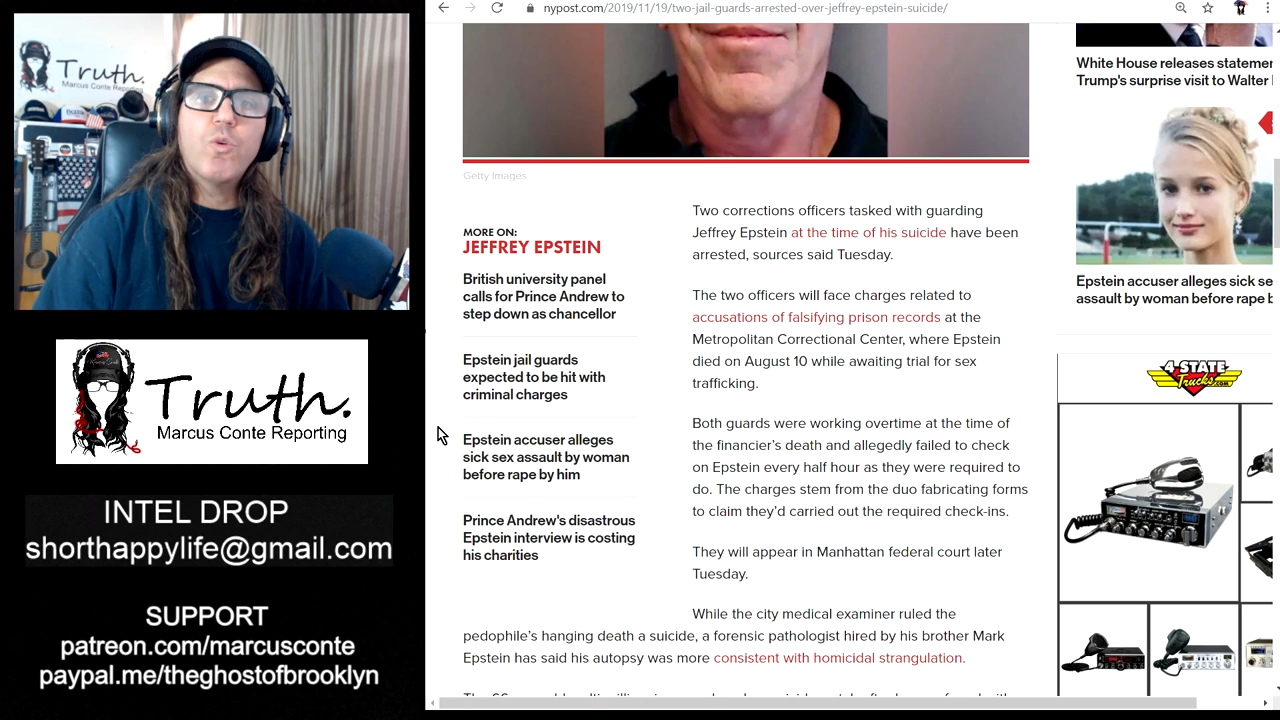 nypost.com/2019/11/19/two-jail-guards-arrested-over-jeffrey-epstein-suicide/
Truth.
Marcus Conte Reporting
Truth.
Marcus Conte Reporting
INTEL DROP
shorthappylife@gmail.com
SUPPORT
patreon.com/marcusconte
paypal.me/theghostofbrooklyn
Getty Images
MORE ON:
JEFFREY EPSTEIN
British university panel
calls for Prince Andrew to
step down as chancellor
Epstein jail guards
expected to be hit with
criminal charges
Epstein accuser alleges
sick sex assault by woman
before rape by him
Prince Andrew's disastrous
Epstein interview is costing
his charities
Two corrections officers tasked with guarding
Jeffrey Epstein at the time of his suicide have been
arrested, sources said Tuesday.
The two officers will face charges related to
accusations of falsifying prison records at the
Metropolitan Correctional Center, where Epstein
died on August 10 while awaiting trial for sex
trafficking.
Both guards were working overtime at the time of
the financier's death and allegedly failed to check
on Epstein every half hour as they were required to
do. The charges stem from the duo fabricating forms
to claim they'd carried out the required check-ins.
They will appear in Manhattan federal court later
Tuesday.
While the city medical examiner ruled the
pedophile's hanging death a suicide, a forensic pathologist hired by his brother Mark
Epstein has said his autopsy was more consistent with homicidal strangulation.
White House releases statemen
Trump's surprise visit to Walter
Epstein accuser alleges sick se
assault by woman before rape b
4-STATE
Trucks.com